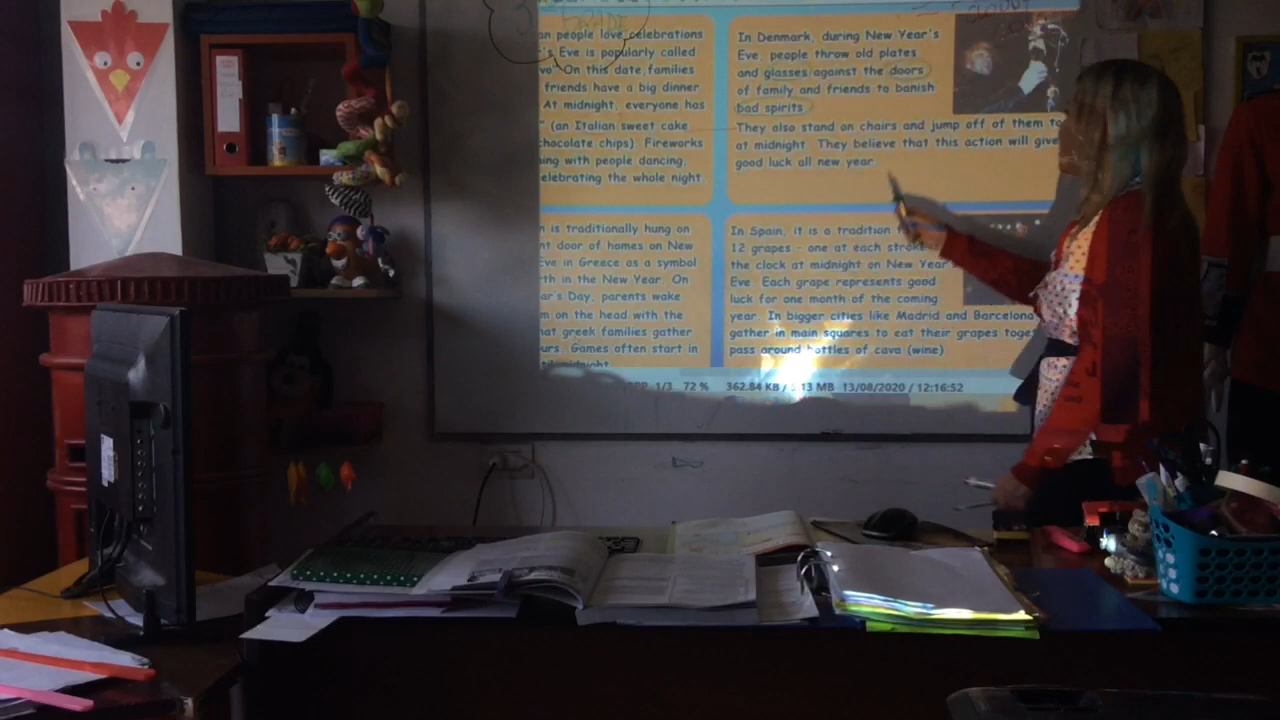 3° GRADE
CLOUDY
an people love celebrations
's Eve is popularly called
vo" On this date, families
friends have a big dinner
At midnight, everyone has
" (an Italian sweet cake
chocolate chips). Fireworks
ing with people dancing,
elebrating the whole night.
In Denmark, during New Year's
Eve, people throw old plates
and glasses against the doors
of family and friends to banish
bad spirits.
They also stand on chairs and jump off of them to
at midnight. They believe that this action will give
good luck all new year.
n is traditionally hung on
nt door of homes on New
Eve in Greece as a symbol
th in the New Year. On
ar's Day, parents wake
m on the head with the
hat greek families gather
urs. Games often start in
til midnight.
In Spain, it is a tradition
12 grapes - one at each stroke
the clock at midnight on New Year'
Eve. Each grape represents good
luck for one month of the coming
year. In bigger cities like Madrid and Barcelona
gather in main squares to eat their grapes toget
pass around bottles of cava (wine)
1/3 72 % 362.84 KB / 13 MB 13/08/2020 / 12:16:52